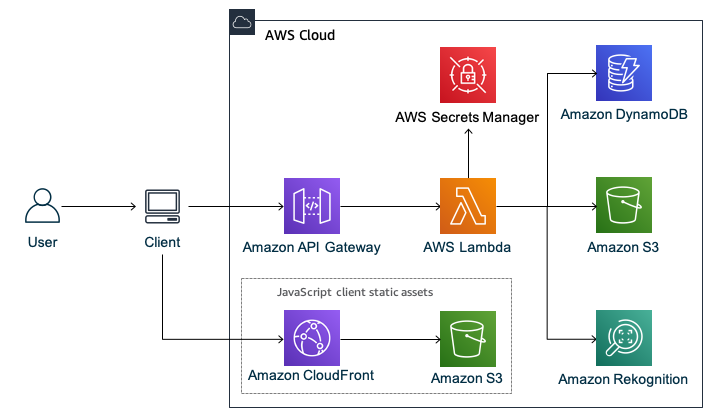 AWS Cloud
AWS Secrets Manager
Amazon DynamoDB
User
Client
Amazon API Gateway
AWS Lambda
Amazon S3
JavaScript client static assets
Amazon CloudFront
Amazon S3
Amazon Rekognition